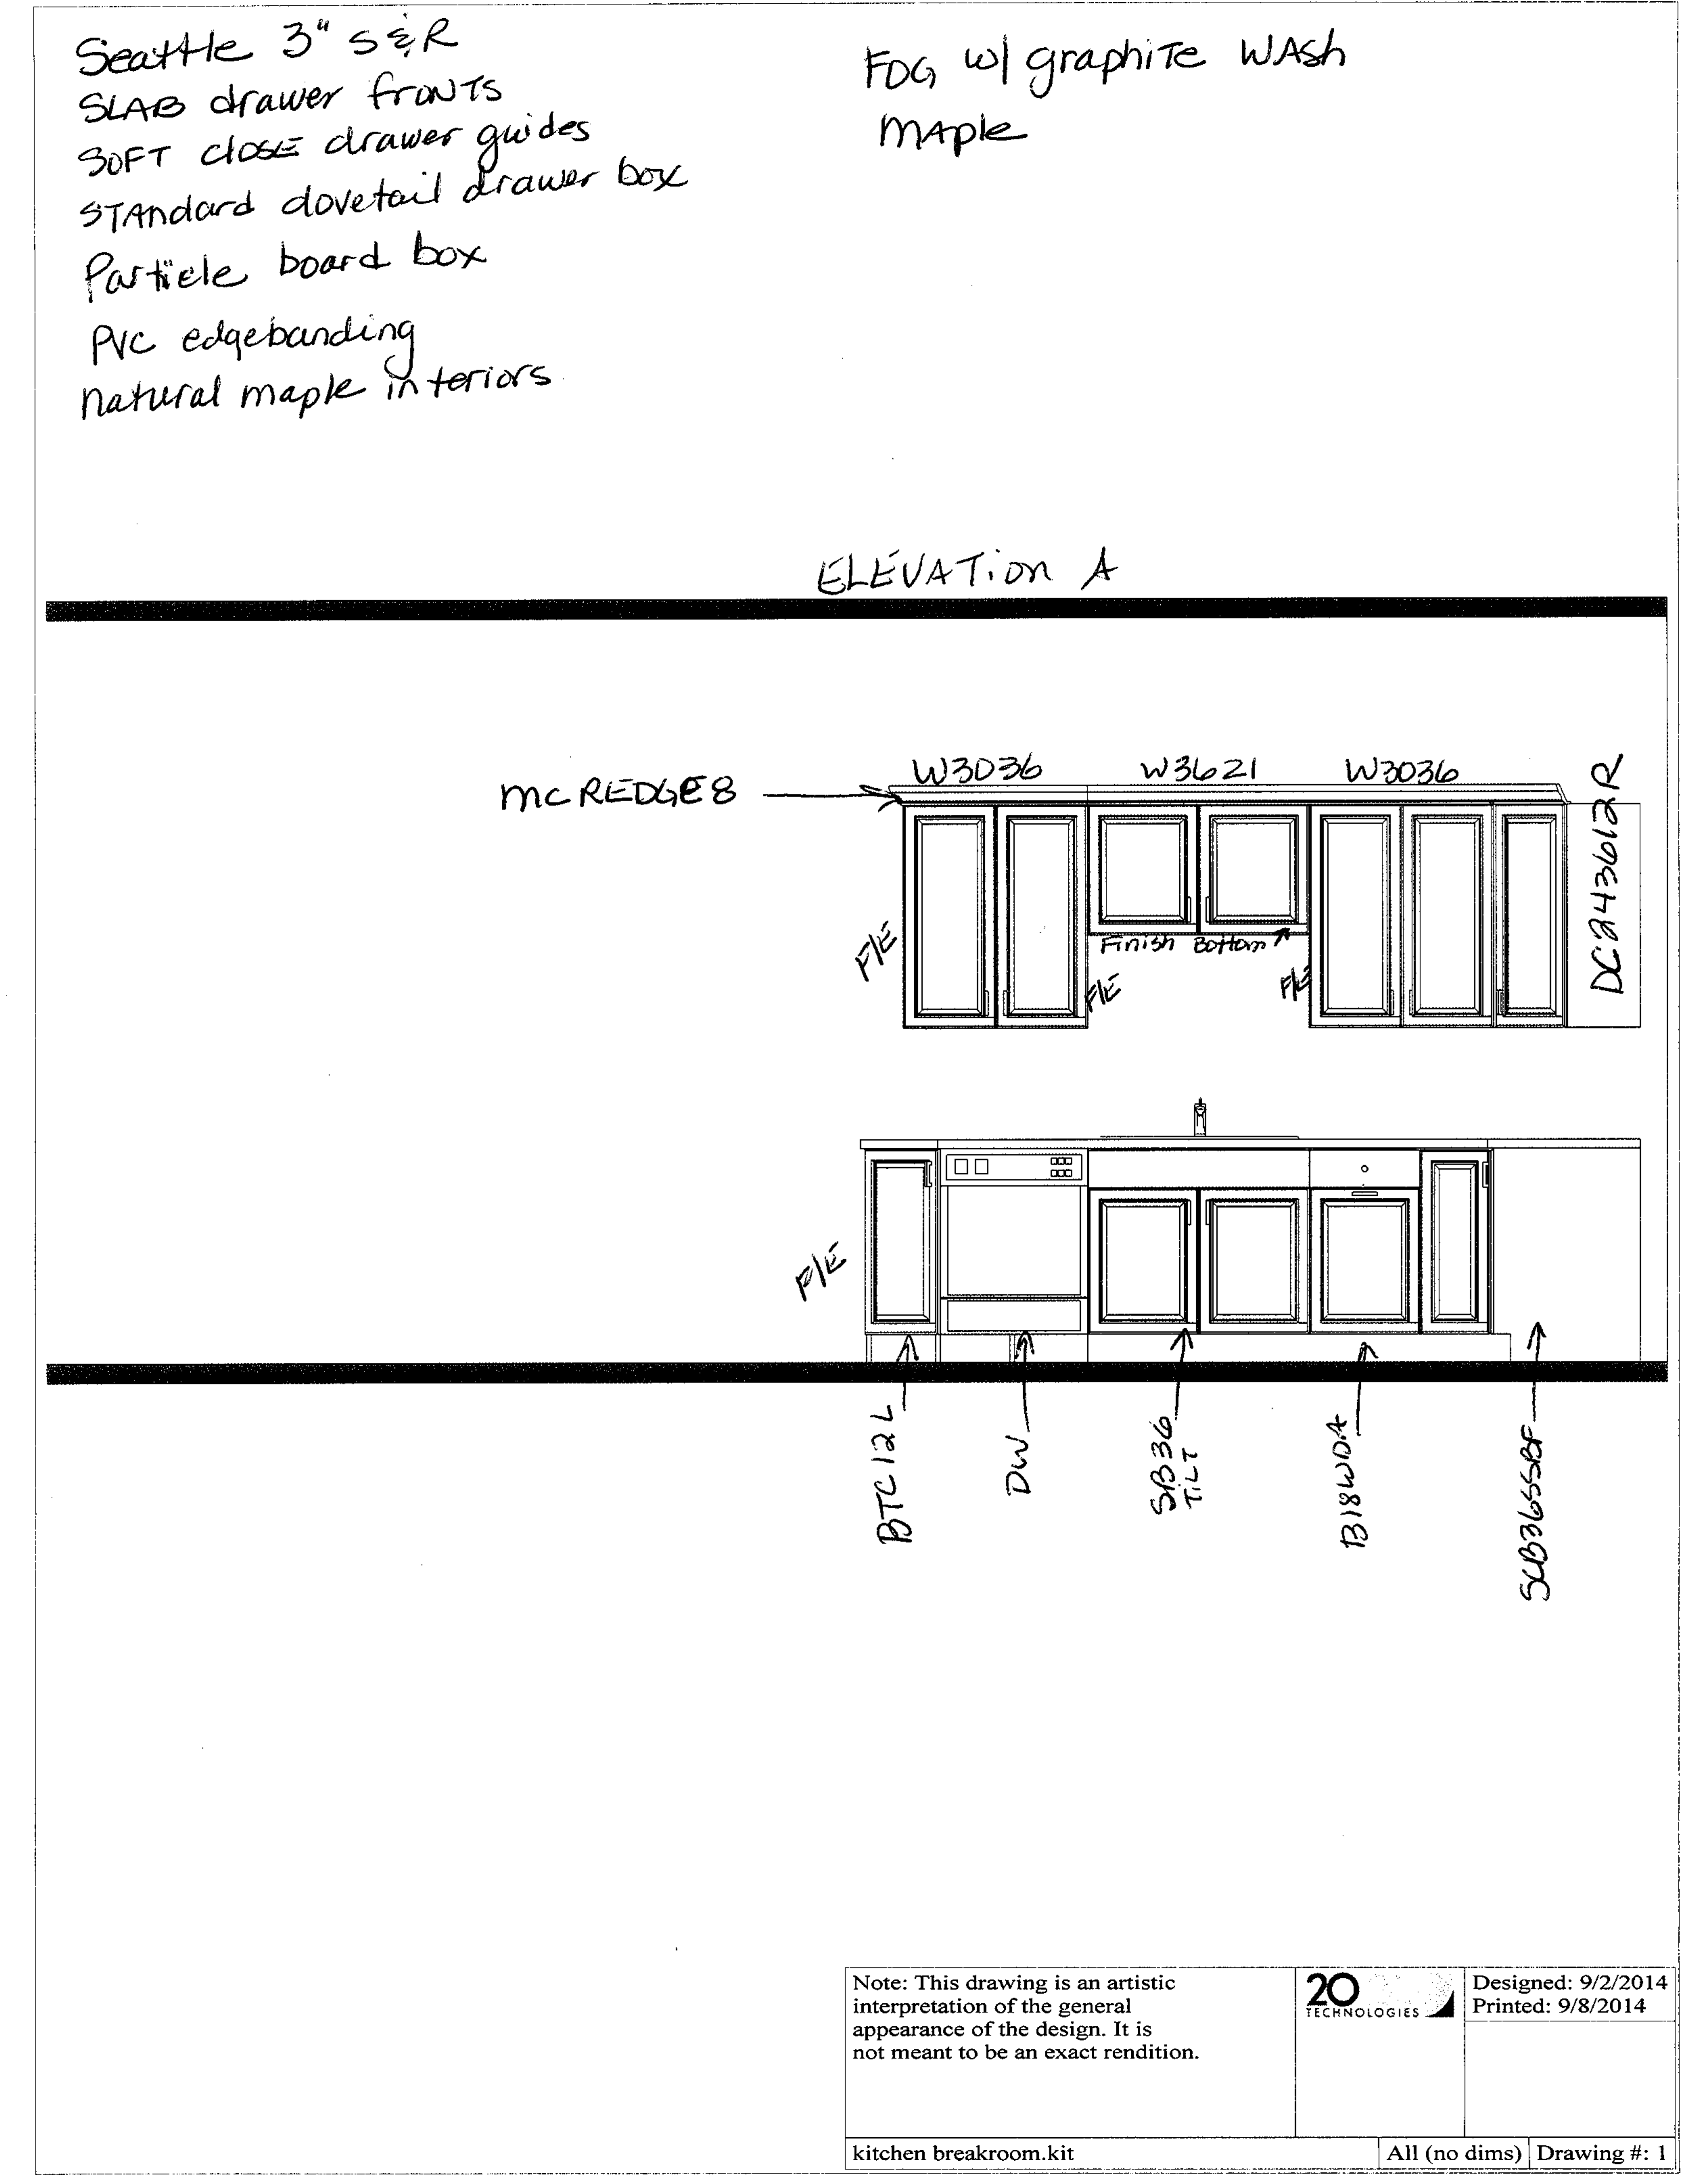 Seattle 3" S & R
SLAB drawer fronts
SOFT close drawer guides
STAndard dovetail drawer box
Particle board box
PVC edgebanding
natural maple interiors
FOG w/ graphite WAsh
MAple
ELEVATion A
W3036 W3621 W3036
MCREDGE8
DC243612R
F/E
Finish Bottom
F/E
F/E
F/E
BTC12L
DW
SB36
TiLT
B18WDA
SCB36SSBF
Note: This drawing is an artistic
interpretation of the general
appearance of the design. It is
not meant to be an exact rendition.
20
TECHNOLOGIES
Designed: 9/2/2014
Printed: 9/8/2014
kitchen breakroom.kit
All (no dims)
Drawing #: 1